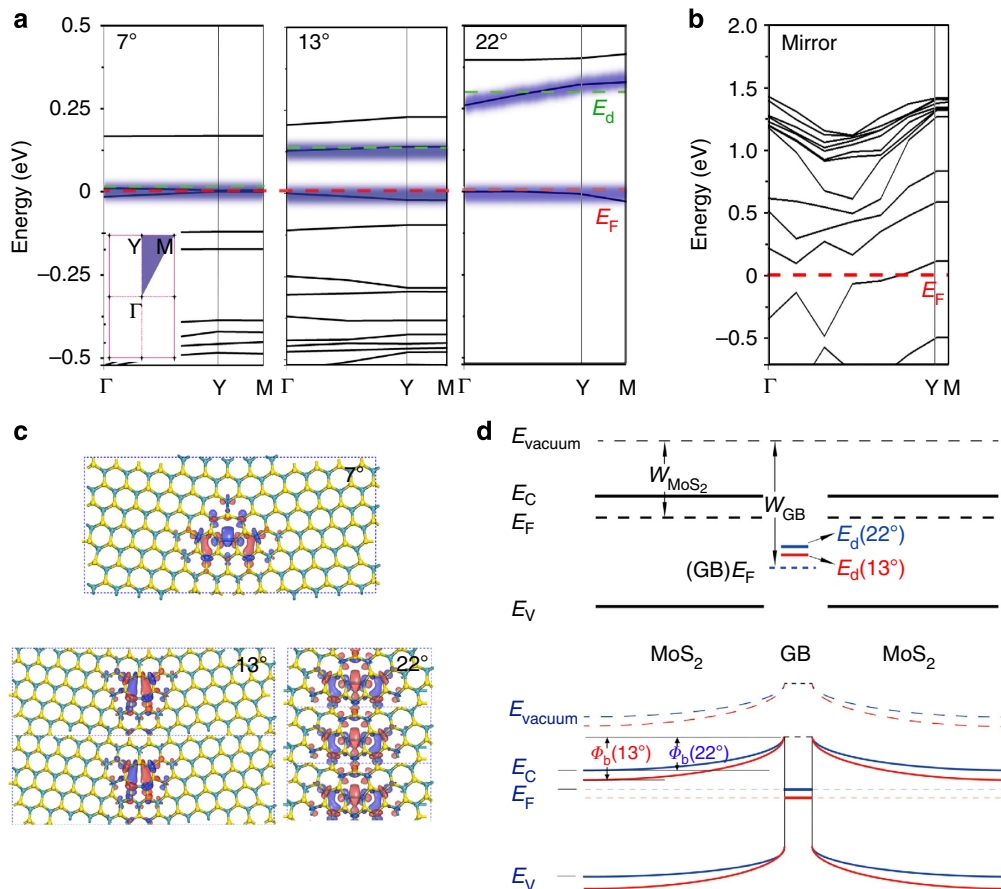 a
7°
13°
22°
0.5
0.25
0
−0.25
−0.5
Energy (eV)
E_d
E_F
Y M
Γ
Γ Y M
Γ Y M
Γ Y M
b
Mirror
2.0
1.5
1.0
0.5
0
−0.5
Energy (eV)
E_F
Γ Y M
c
7°
13°
22°
d
E_vacuum
W_MoS₂
W_GB
E_C
E_F
E_d(22°)
E_d(13°)
(GB)E_F
E_V
MoS₂ GB MoS₂
E_vacuum
Φ_b(13°) Φ_b(22°)
E_C
E_F
E_V